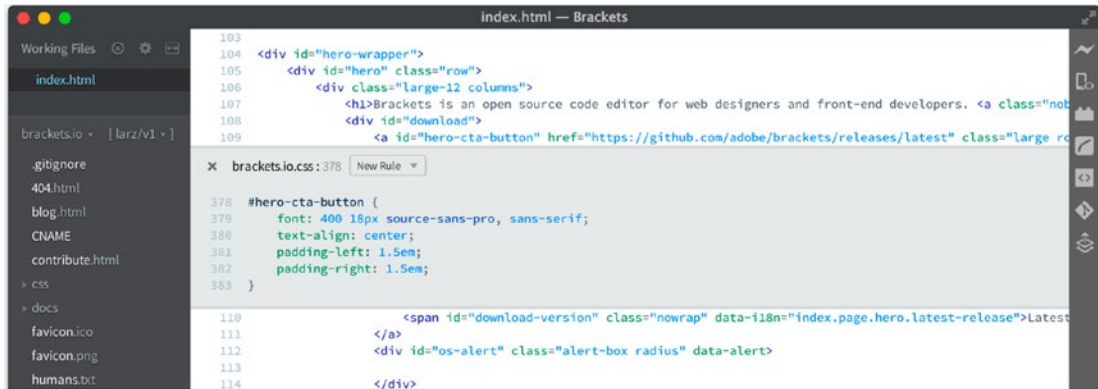 index.html — Brackets
Working Files
index.html
brackets.io ▾ [ larz/v1 ▾ ]
.gitignore
404.html
blog.html
CNAME
contribute.html
css
docs
favicon.ico
favicon.png
humans.txt
103
104 <div id="hero-wrapper">
105 <div id="hero" class="row">
106 <div class="large-12 columns">
107 <h1>Brackets is an open source code editor for web designers and front-end developers. <a class="nob
108 <div id="download">
109 <a id="hero-cta-button" href="https://github.com/adobe/brackets/releases/latest" class="large ro
× brackets.io.css : 378 New Rule ▾
378 #hero-cta-button {
379 font: 400 18px source-sans-pro, sans-serif;
380 text-align: center;
381 padding-left: 1.5em;
382 padding-right: 1.5em;
383 }
110 <span id="download-version" class="nowrap" data-i18n="index.page.hero.latest-release">Latest
111 </a>
112 <div id="os-alert" class="alert-box radius" data-alert>
113
114 </div>